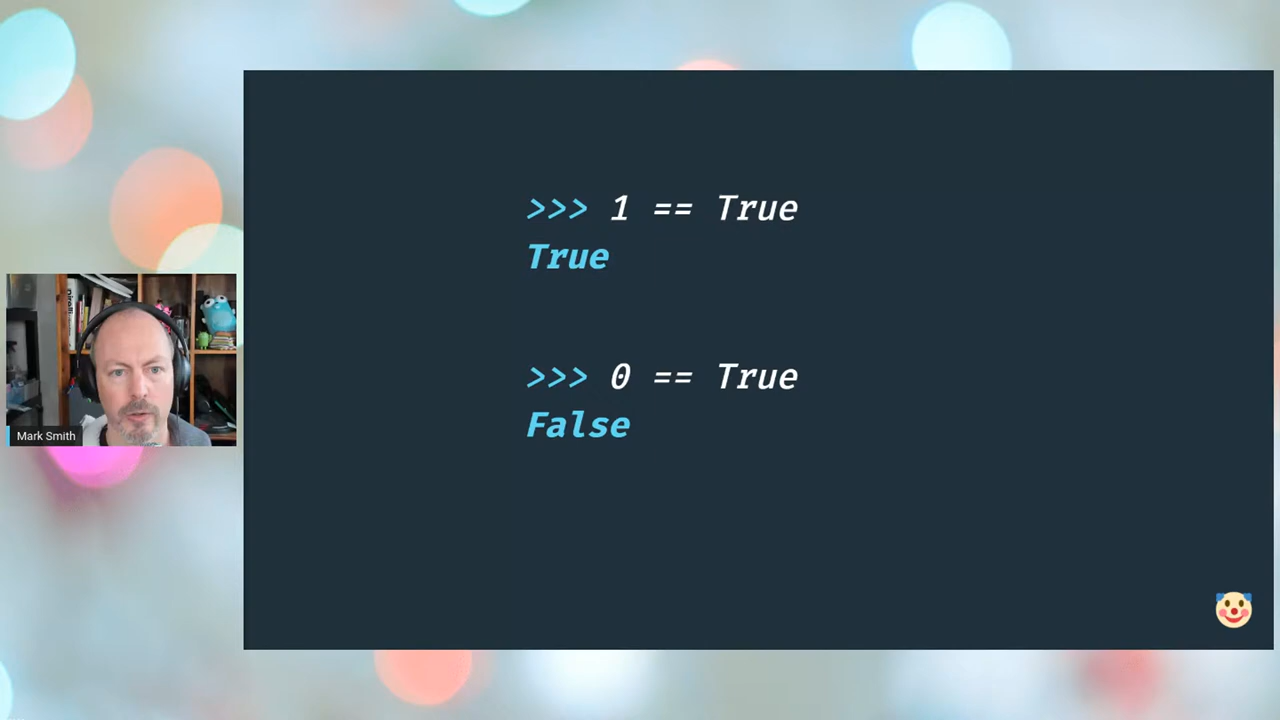 >>> 1 == True
True
>>> 0 == True
False
Mark Smith